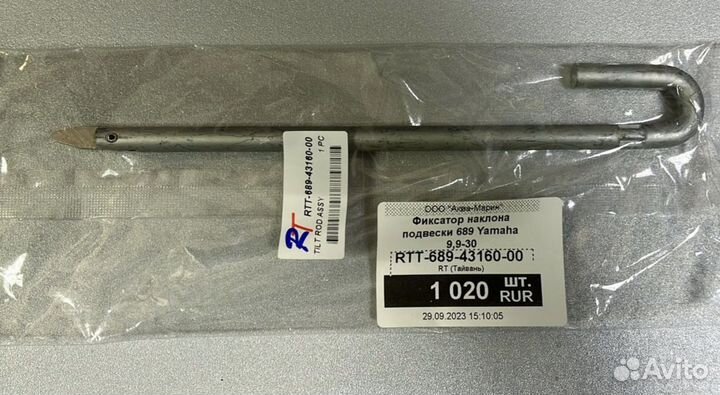 RT
RTT-689-43160-00
1 PC
TILT ROD ASSY
ООО "Аква-Марин"
Фиксатор наклона
подвески 689 Yamaha
9,9-30
RTT-689-43160-00
RT (Тайвань)
1 020 шт.
RUR
29.09.2023 15:10:05
Avito